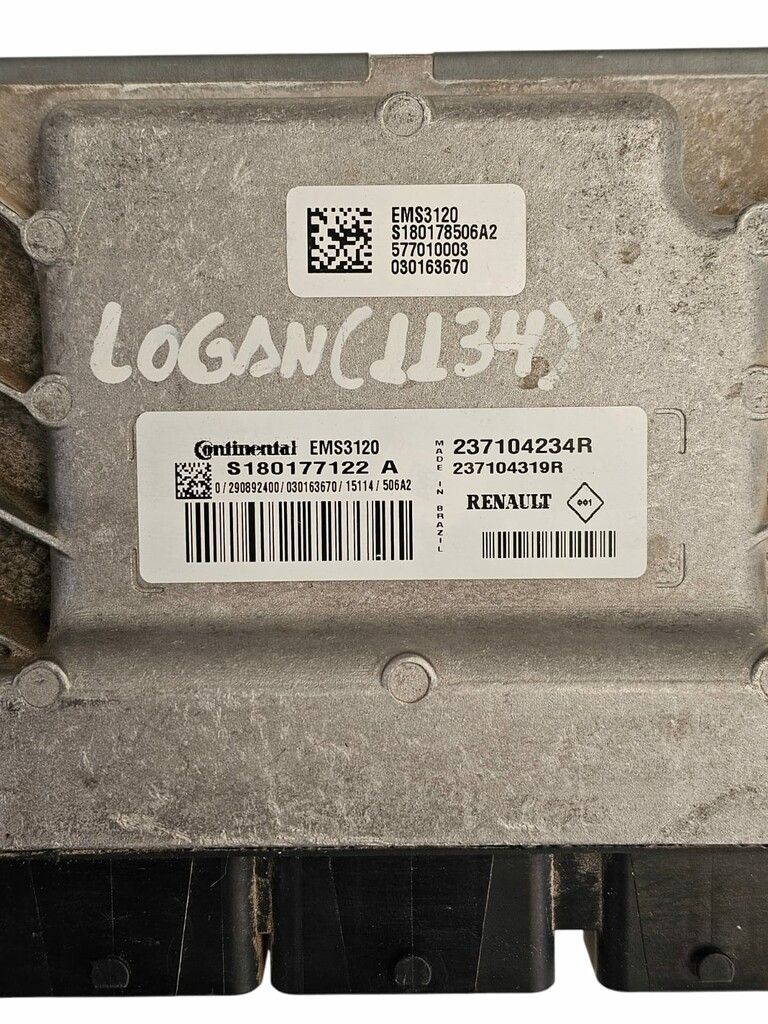 EMS3120
S180178506A2
577010003
030163670
LOGAN(1134)
Continental EMS3120
S180177122 A
0/290892400/030163670/15114/506A2
MADE IN BRAZIL
237104234R
237104319R
RENAULT 001